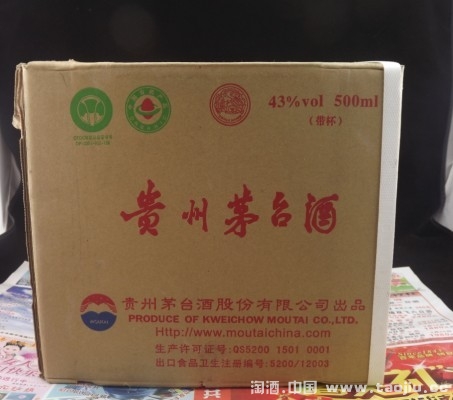 43%vol 500ml
(带杯)
贵州茅台酒
贵州茅台酒股份有限公司出品
PRODUCE OF KWEICHOW MOUTAI CO.,LTD.
Http://www.moutaichina.com
生产许可证号:QS5200 1501 0001
出口食品卫生注册编号:5200/12003
淘酒.中国 www.taojiu.cc